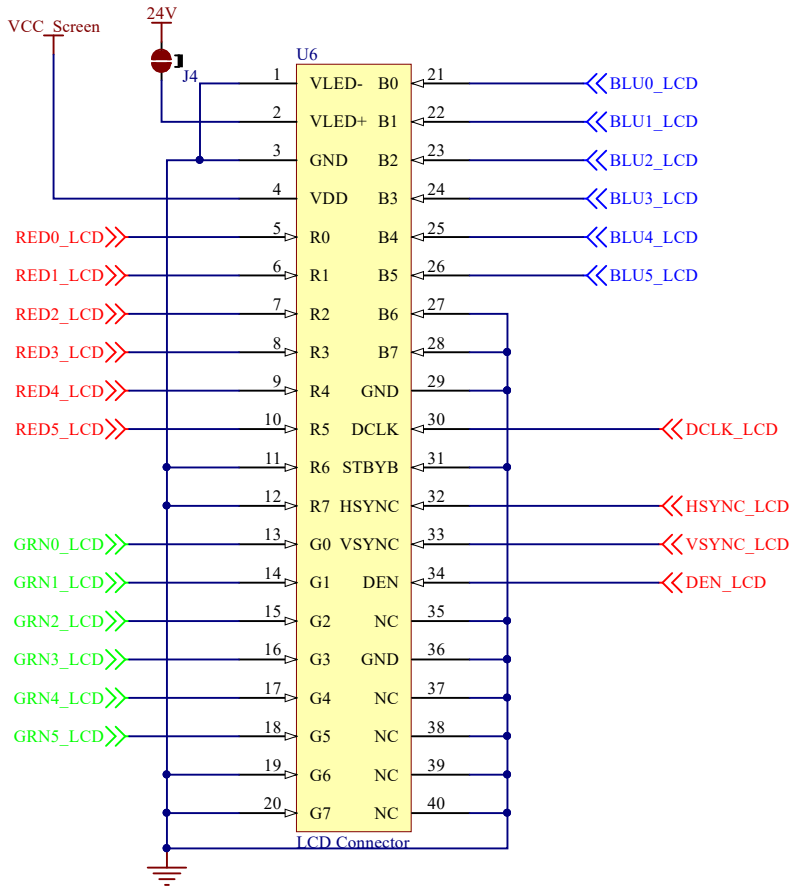 VCC_Screen
24V
J4
U6
1 VLED- B0 21 BLU0_LCD
2 VLED+ B1 22 BLU1_LCD
3 GND B2 23 BLU2_LCD
4 VDD B3 24 BLU3_LCD
RED0_LCD 5 R0 B4 25 BLU4_LCD
RED1_LCD 6 R1 B5 26 BLU5_LCD
RED2_LCD 7 R2 B6 27
RED3_LCD 8 R3 B7 28
RED4_LCD 9 R4 GND 29
RED5_LCD 10 R5 DCLK 30 DCLK_LCD
11 R6 STBYB 31
12 R7 HSYNC 32 HSYNC_LCD
GRN0_LCD 13 G0 VSYNC 33 VSYNC_LCD
GRN1_LCD 14 G1 DEN 34 DEN_LCD
GRN2_LCD 15 G2 NC 35
GRN3_LCD 16 G3 GND 36
GRN4_LCD 17 G4 NC 37
GRN5_LCD 18 G5 NC 38
19 G6 NC 39
20 G7 NC 40
LCD Connector